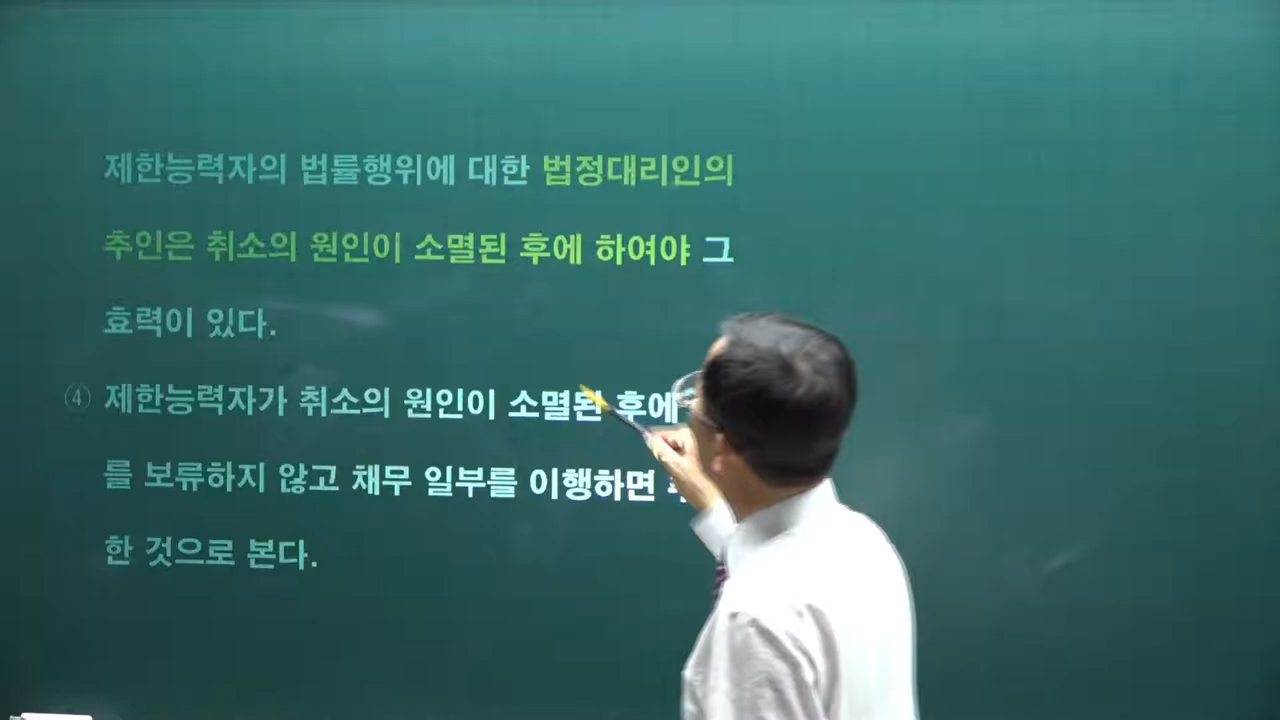 제한능력자의 법률행위에 대한 법정대리인의
추인은 취소의 원인이 소멸된 후에 하여야 그
효력이 있다.
④ 제한능력자가 취소의 원인이 소멸된 후에
를 보류하지 않고 채무 일부를 이행하면
한 것으로 본다.